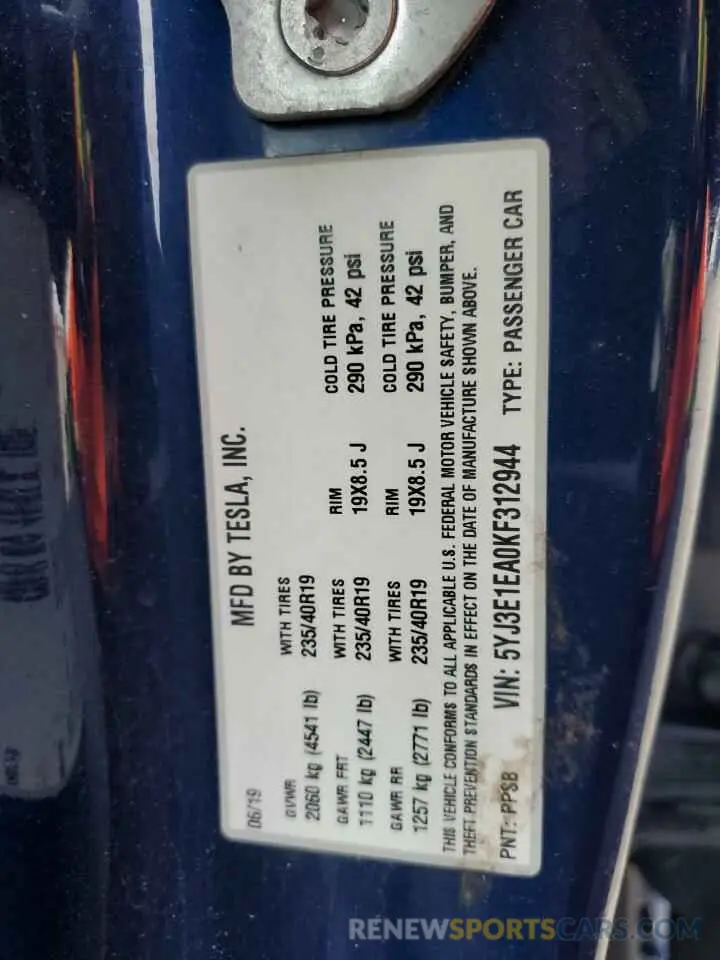 MFD BY TESLA, INC.
06/19
GVWR
2060 kg (4541 lb)
WITH TIRES
235/40R19
GAWR FRT
1110 kg (2447 lb)
WITH TIRES
235/40R19
RIM
19X8.5 J
COLD TIRE PRESSURE
290 kPa, 42 psi
GAWR RR
1257 kg (2771 lb)
WITH TIRES
235/40R19
RIM
19X8.5 J
COLD TIRE PRESSURE
290 kPa, 42 psi
THIS VEHICLE CONFORMS TO ALL APPLICABLE U.S. FEDERAL MOTOR VEHICLE SAFETY, BUMPER, AND
THEFT PREVENTION STANDARDS IN EFFECT ON THE DATE OF MANUFACTURE SHOWN ABOVE.
PNT: PPSB VIN: 5YJ3E1EA0KF312944 TYPE: PASSENGER CAR
RENEWSPORTSCARS.COM